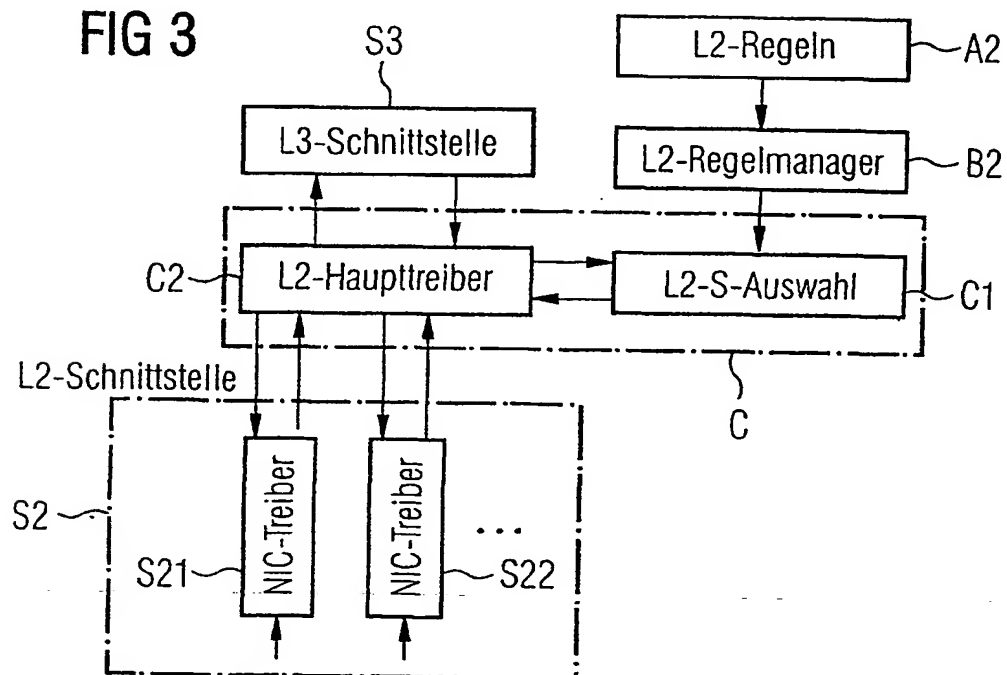 FIG 3
S3
L2-Regeln
A2
L3-Schnittstelle
L2-Regelmanager
B2
C2
L2-Haupttreiber
L2-S-Auswahl
C1
L2-Schnittstelle
C
S2
NIC-Treiber
NIC-Treiber
...
S21
S22